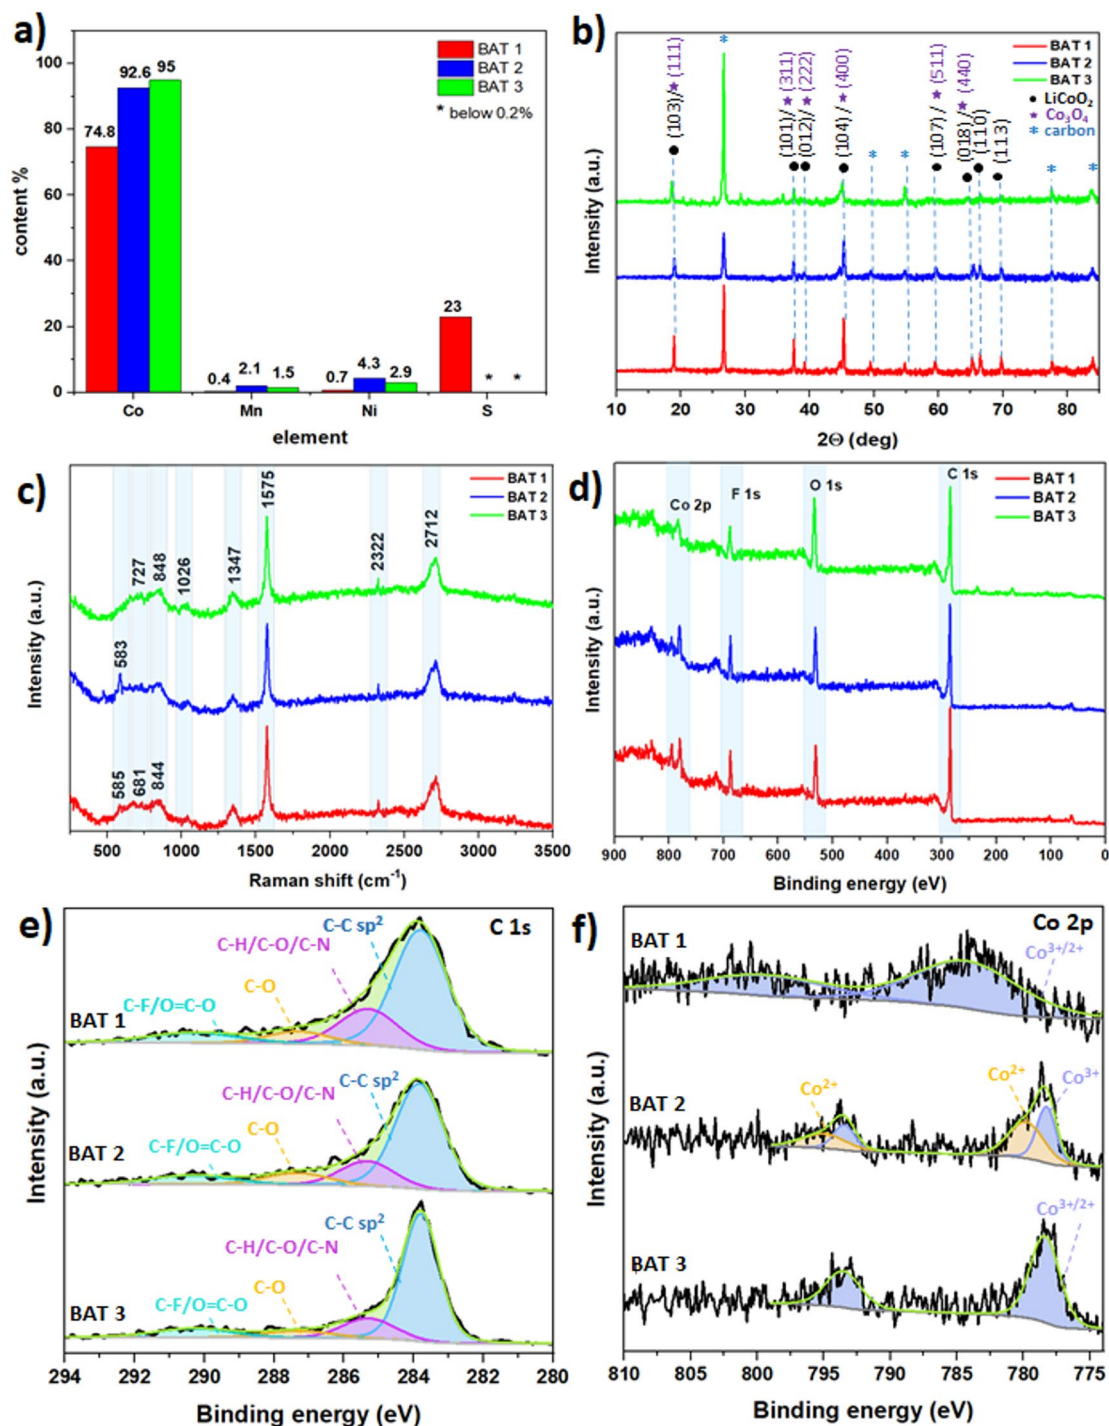 a)
BAT 1
BAT 2
BAT 3
* below 0.2%
content %
100
80
60
40
20
0
74.8
92.6
95
0.4
2.1
1.5
0.7
4.3
2.9
23
*
*
Co
Mn
Ni
S
element
b)
BAT 1
BAT 2
BAT 3
● LiCoO₂
★ Co₃O₄
* carbon
● (103)/★(111)
*
● (101)/★(311)
● (012)/★(222)
● (104)/★(400)
*
*
● (107)/★(511)
● (018)/★(440)
● (110)
● (113)
*
*
Intensity (a.u.)
10
20
30
40
50
60
70
80
2Θ (deg)
c)
BAT 1
BAT 2
BAT 3
727
848
1026
1347
1575
2322
2712
583
585
681
844
Intensity (a.u.)
500
1000
1500
2000
2500
3000
3500
Raman shift (cm⁻¹)
d)
BAT 1
BAT 2
BAT 3
Co 2p
F 1s
O 1s
C 1s
Intensity (a.u.)
900
800
700
600
500
400
300
200
100
0
Binding energy (eV)
e)
C 1s
C-C sp²
C-H/C-O/C-N
C-O
C-F/O=C-O
BAT 1
C-C sp²
C-H/C-O/C-N
C-O
C-F/O=C-O
BAT 2
C-C sp²
C-H/C-O/C-N
C-O
C-F/O=C-O
BAT 3
Intensity (a.u.)
294
292
290
288
286
284
282
280
Binding energy (eV)
f)
Co 2p
BAT 1
Co³⁺/²⁺
BAT 2
Co²⁺
Co²⁺
Co³⁺
BAT 3
Co³⁺/²⁺
Intensity (a.u.)
810
805
800
795
790
785
780
775
Binding energy (eV)